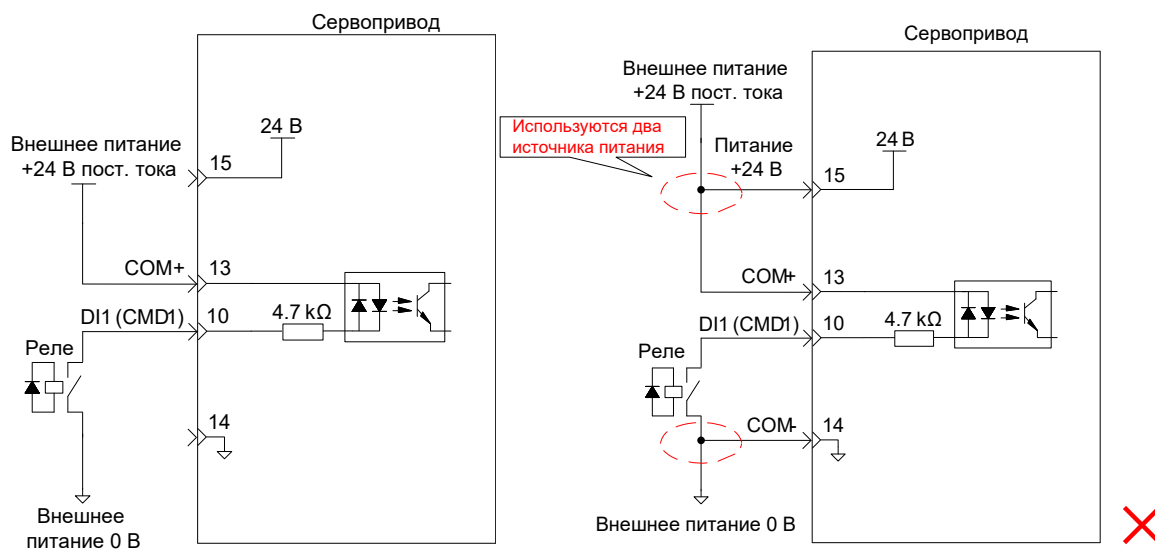 Сервопривод
24 В
Внешнее питание
+24 В пост. тока
15
COM+
13
DI1 (CMD1)
10
4.7 kΩ
Реле
14
Внешнее
питание 0 В
Сервопривод
Внешнее питание
+24 В пост. тока
Используются два
источника питания
Питание
+24 В
24 В
15
COM+
13
DI1 (CMD1)
10
4.7 kΩ
Реле
COM-
14
Внешнее питание 0 В